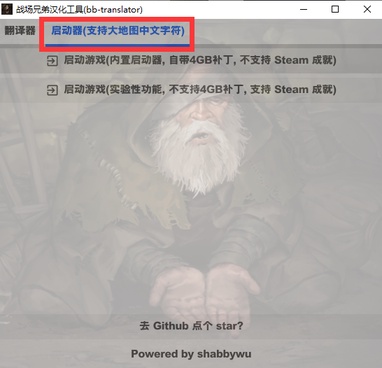 战场兄弟汉化工具(bb-translator)
翻译器 启动器(支持大地图中文字符)
启动游戏(内置启动器, 自带4GB补丁, 不支持 Steam 成就)
启动游戏(实验性功能, 不支持4GB补丁, 支持 Steam 成就)
去 Github 点个 star?
Powered by shabbywu